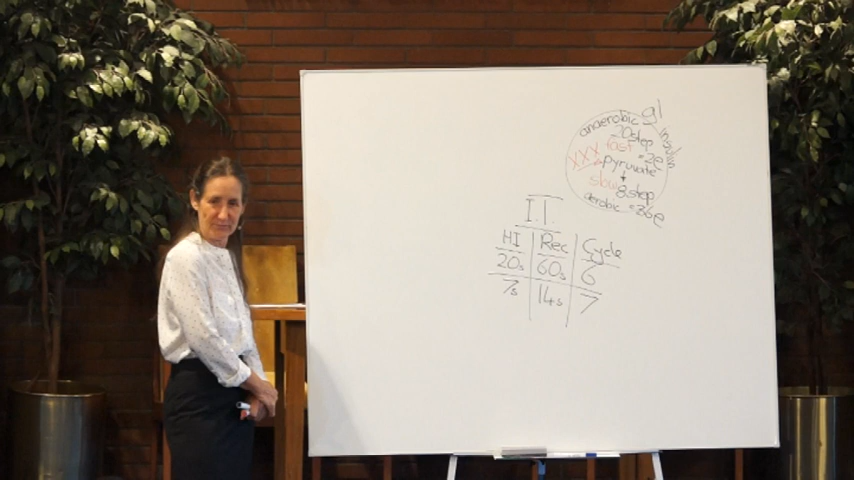 gl
insulin
anaerobic
20step
fast =2e
XXX pyruvate
slow 8step
aerobic =36e
I.T.
HI Rec Cycle
20s 60s 6
7s 14s 7